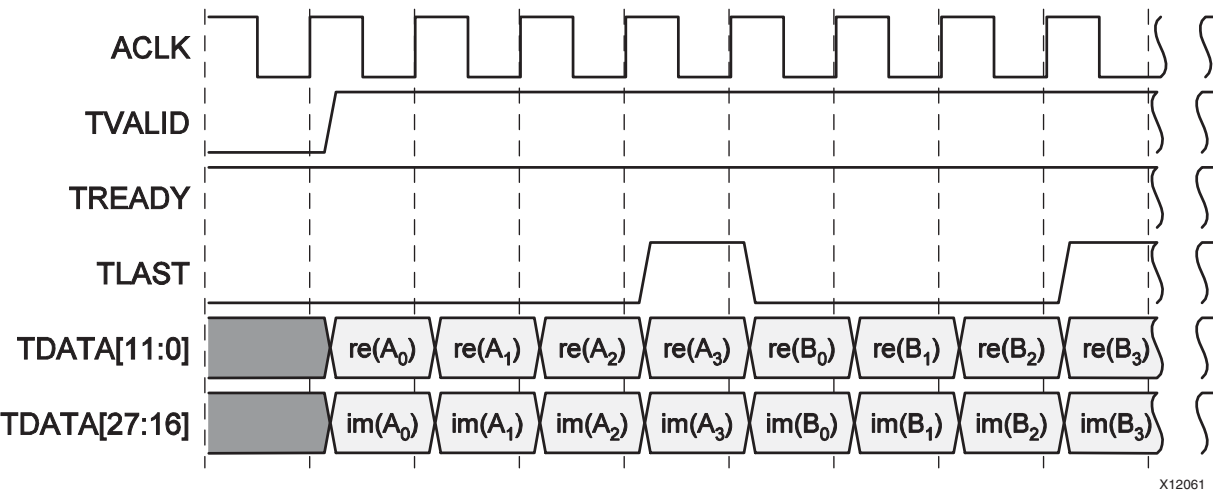 ACLK
TVALID
TREADY
TLAST
TDATA[11:0] re(A₀) re(A₁) re(A₂) re(A₃) re(B₀) re(B₁) re(B₂) re(B₃)
TDATA[27:16] im(A₀) im(A₁) im(A₂) im(A₃) im(B₀) im(B₁) im(B₂) im(B₃)
X12061